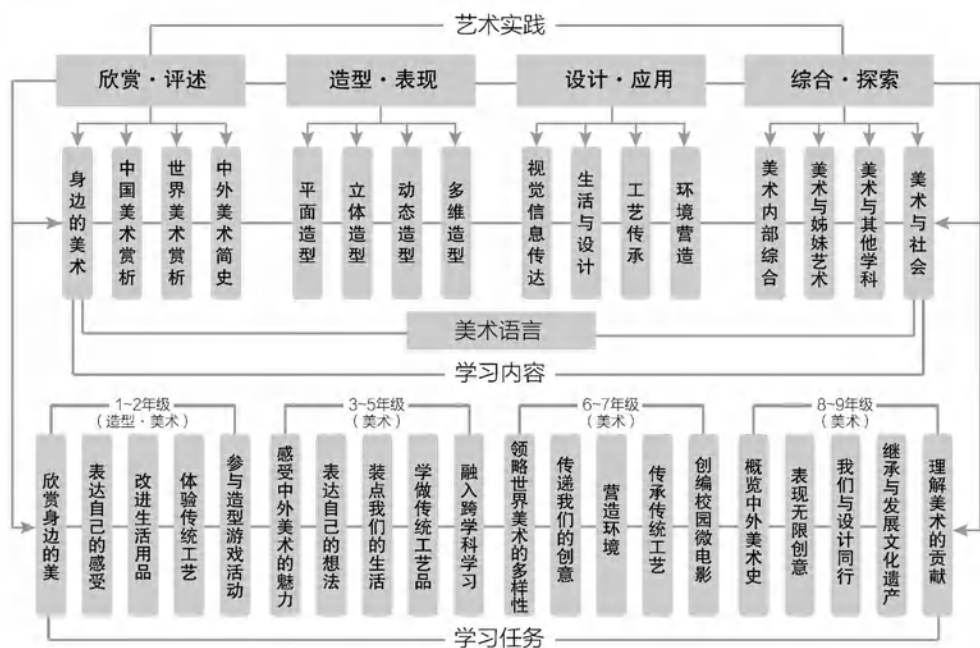 艺术实践
欣赏·评述
造型·表现
设计·应用
综合·探索
身边的美术
中国美术赏析
世界美术赏析
中外美术简史
平面造型
立体造型
动态造型
多维造型
视觉信息传达
生活与设计
工艺传承
环境营造
美术内部综合
美术与姊妹艺术
美术与其他学科
美术与社会
美术语言
学习内容
1~2年级
（造型·美术）
3~5年级
（美术）
6~7年级
（美术）
8~9年级
（美术）
欣赏身边的美
表达自己的感受
改进生活用品
体验传统工艺
参与造型游戏活动
感受中外美术的魅力
表达自己的想法
装点我们的生活
学做传统工艺品
融入跨学科学习
领略世界美术的多样性
传递我们的创意
营造环境
传承传统工艺
创编校园微电影
概览中外美术史
表现无限创意
我们与设计同行
继承与发展文化遗产
理解美术的贡献
学习任务